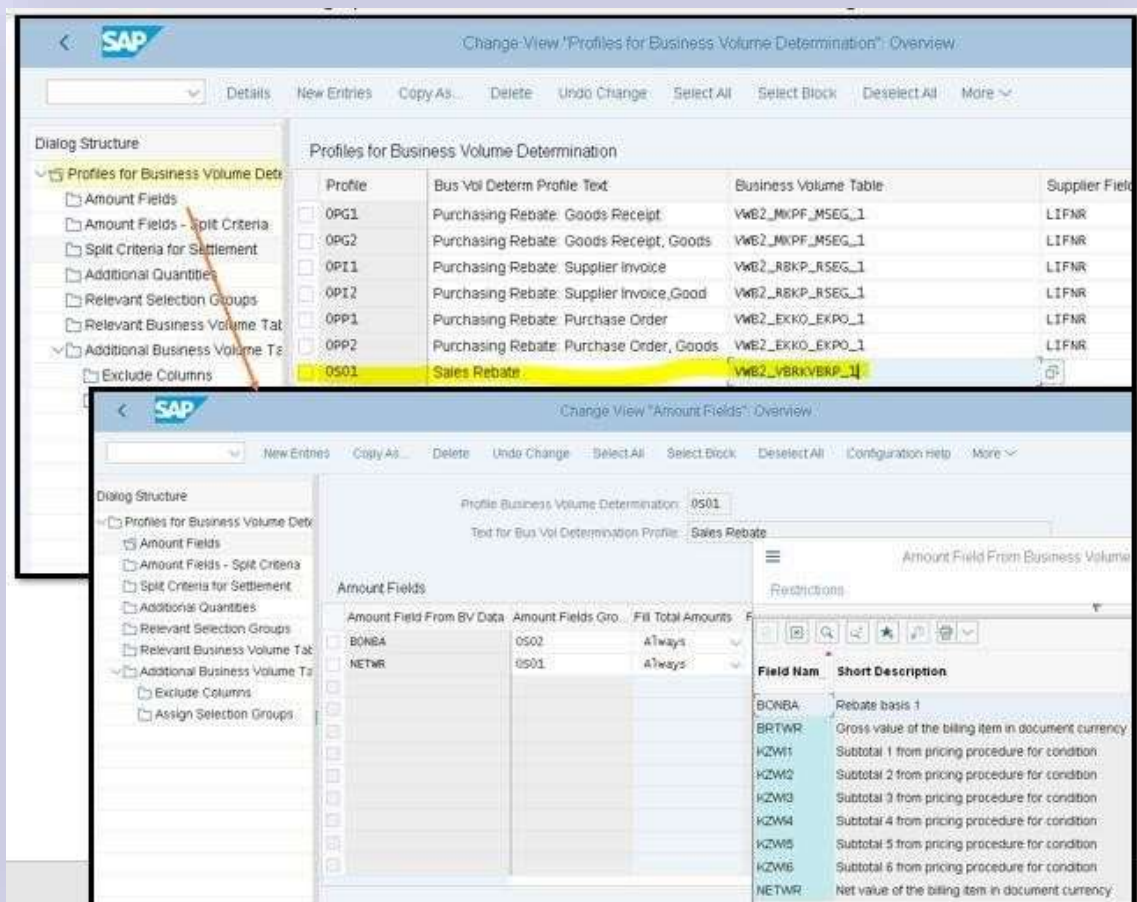 SAP
Change View "Profiles for Business Volume Determination": Overview
Details New Entries Copy As... Delete Undo Change Select All Select Block Deselect All More
Dialog Structure
Profiles for Business Volume Dete
Amount Fields
Amount Fields - Split Criteria
Split Criteria for Settlement
Additional Quantities
Relevant Selection Groups
Relevant Business Volume Tab
Additional Business Volume Ta
Exclude Columns
Profiles for Business Volume Determination
Profile Bus Vol Determ Profile Text Business Volume Table Supplier Field
0PG1 Purchasing Rebate: Goods Receipt VWB2_MKPF_MSEG_1 LIFNR
0PG2 Purchasing Rebate: Goods Receipt, Goods VWB2_MKPF_MSEG_1 LIFNR
0PI1 Purchasing Rebate: Supplier Invoice VWB2_RBKP_RSEG_1 LIFNR
0PI2 Purchasing Rebate: Supplier Invoice,Good VWB2_RBKP_RSEG_1 LIFNR
0PP1 Purchasing Rebate: Purchase Order VWB2_EKKO_EKPO_1 LIFNR
0PP2 Purchasing Rebate: Purchase Order, Goods VWB2_EKKO_EKPO_1 LIFNR
0S01 Sales Rebate VWB2_VBRKVBRP_1
SAP
Change View "Amount Fields": Overview
New Entries Copy As... Delete Undo Change Select All Select Block Deselect All Configuration Help More
Dialog Structure
Profiles for Business Volume Dete
Amount Fields
Amount Fields - Split Criteria
Split Criteria for Settlement
Additional Quantities
Relevant Selection Groups
Relevant Business Volume Tab
Additional Business Volume Ta
Exclude Columns
Assign Selection Groups
Profile Business Volume Determination: 0S01
Text for Bus Vol Determination Profile: Sales Rebate
Amount Fields
Amount Field From BV Data Amount Fields Gro Fill Total Amounts F
BONBA 0S02 Always
NETWR 0S01 Always
Amount Field From Business Volume
Restrictions
Field Nam Short Description
BONBA Rebate basis 1
BRTWR Gross value of the billing item in document currency
KZWI1 Subtotal 1 from pricing procedure for condition
KZWI2 Subtotal 2 from pricing procedure for condition
KZWI3 Subtotal 3 from pricing procedure for condition
KZWI4 Subtotal 4 from pricing procedure for condition
KZWI5 Subtotal 5 from pricing procedure for condition
KZWI6 Subtotal 6 from pricing procedure for condition
NETWR Net value of the billing item in document currency